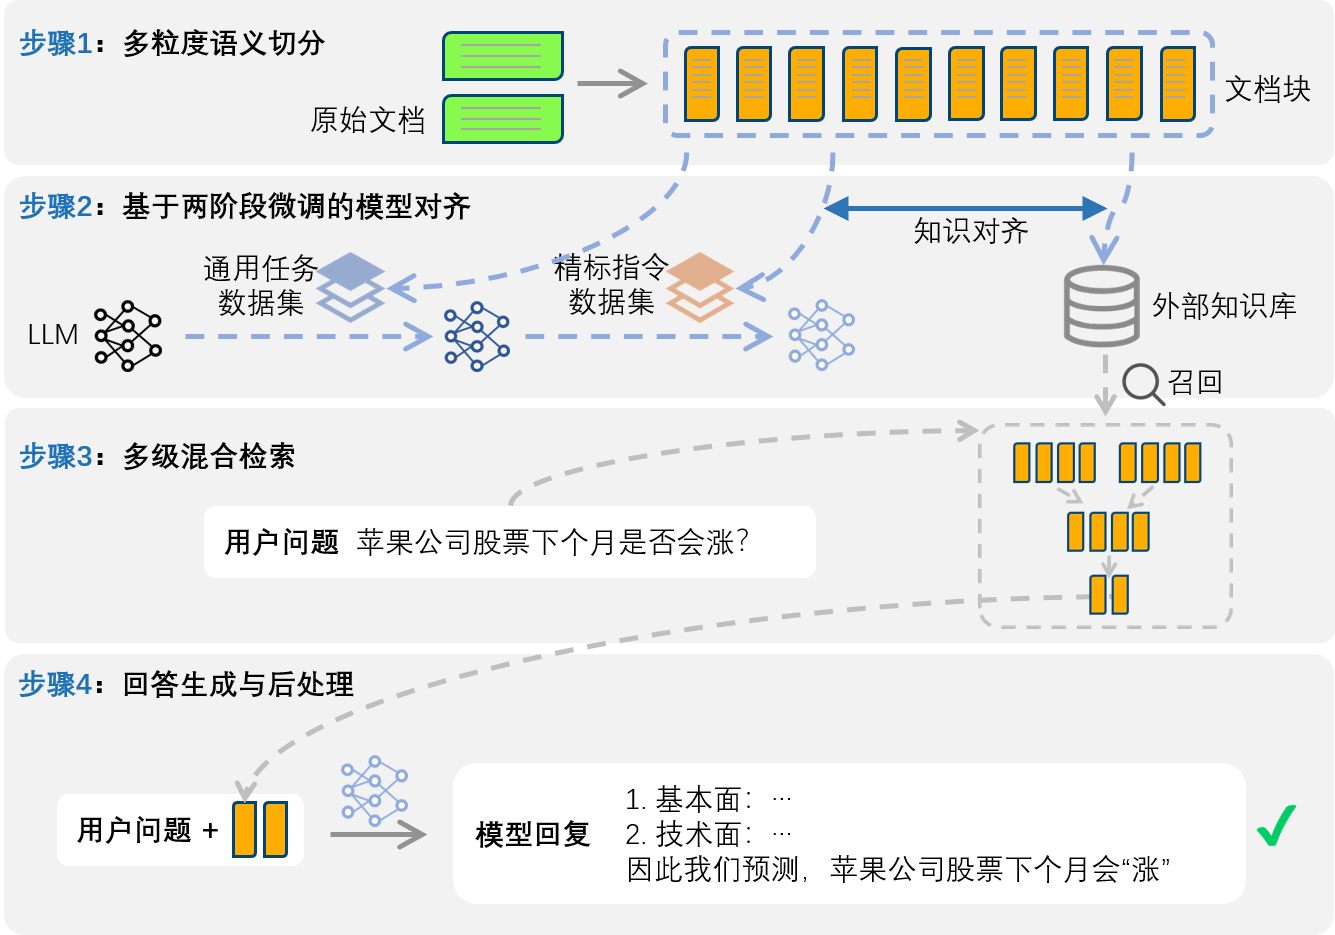 步骤1：多粒度语义切分
原始文档
文档块
步骤2：基于两阶段微调的模型对齐
知识对齐
通用任务
数据集
精标指令
数据集
LLM
外部知识库
召回
步骤3：多级混合检索
用户问题 苹果公司股票下个月是否会涨？
步骤4：回答生成与后处理
用户问题 +
模型回复
1. 基本面：…
2. 技术面：…
因此我们预测，苹果公司股票下个月会“涨”